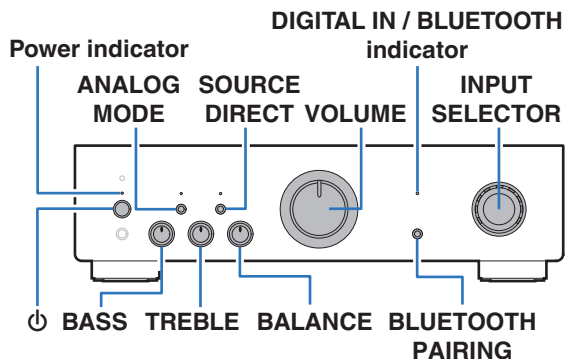 DIGITAL IN / BLUETOOTH
indicator
Power indicator
ANALOG
MODE
SOURCE
DIRECT
VOLUME
INPUT
SELECTOR
⏻
BASS
TREBLE
BALANCE
BLUETOOTH
PAIRING